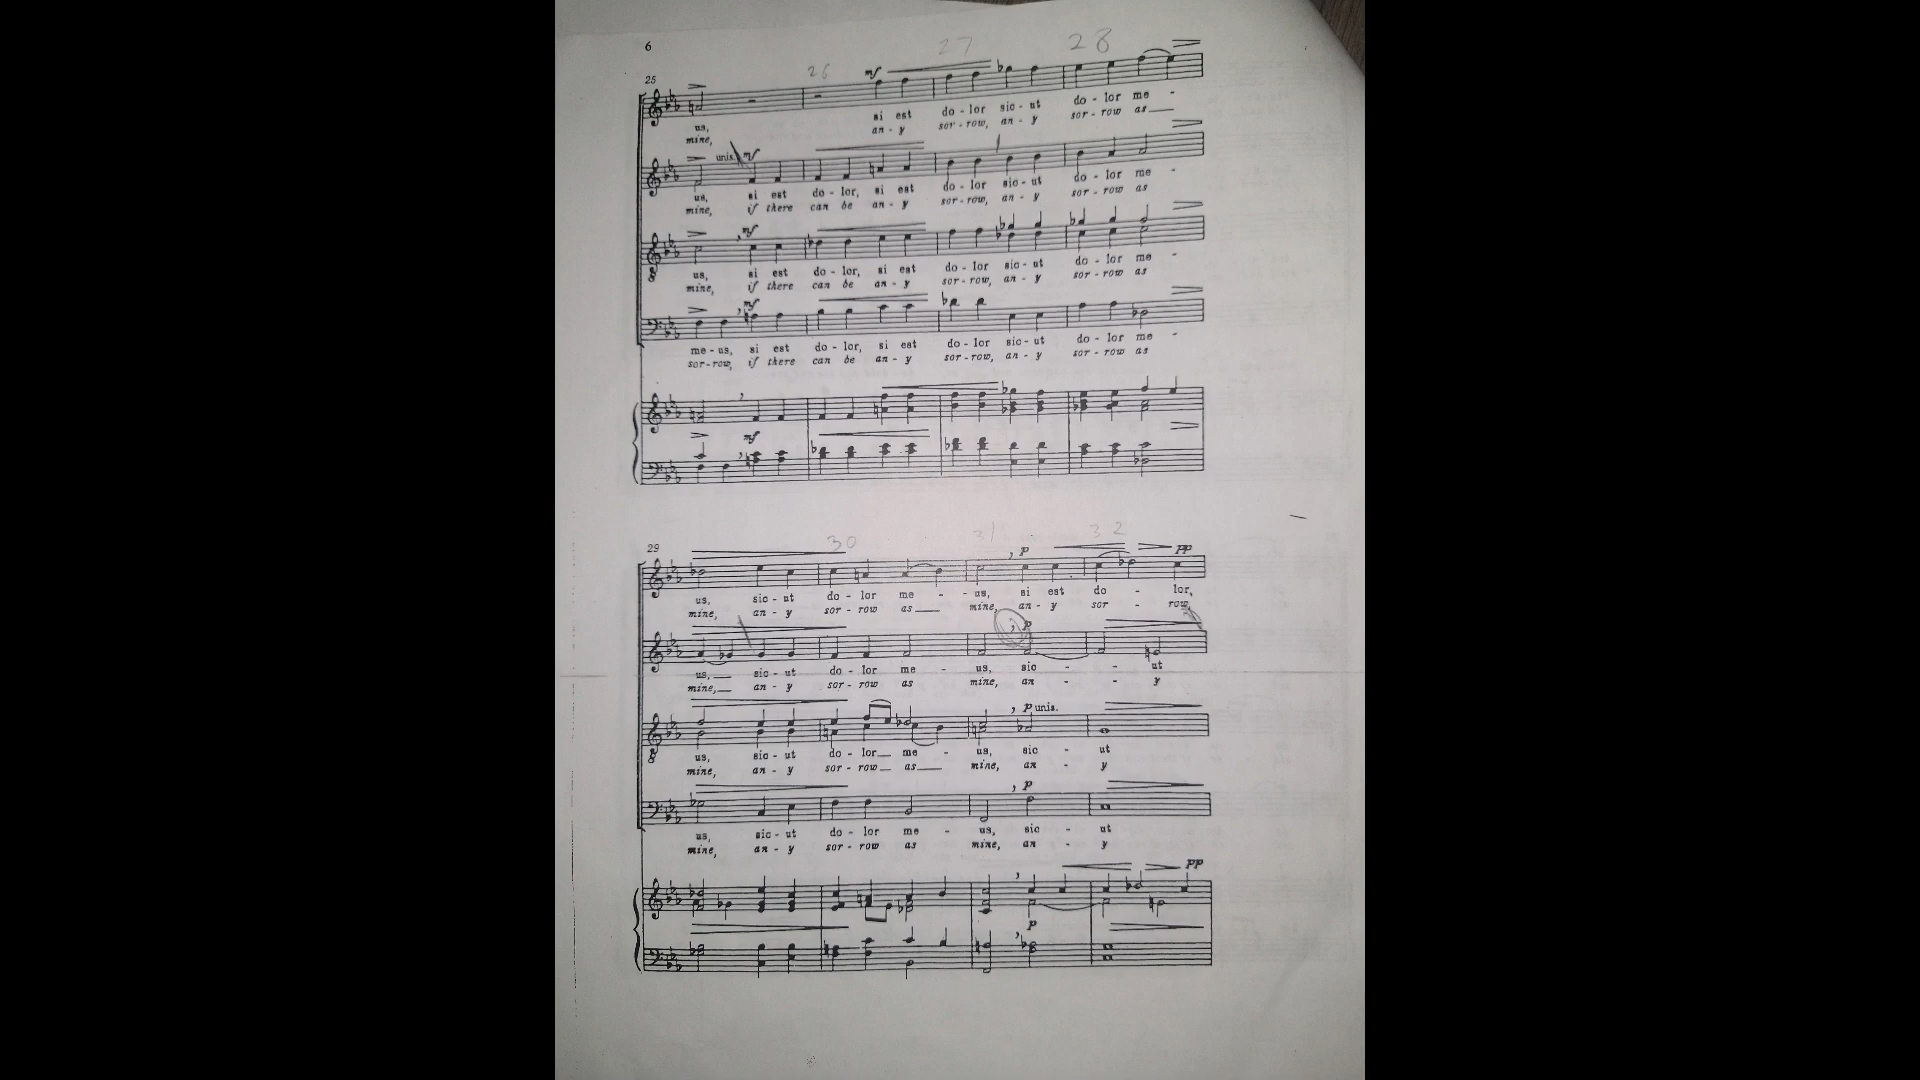 6
27 28
26
25
mf
si est do - lor sic - ut do - lor me -
us, an - y sor - row, an - y sor - row as
mine,
unis. mf
us, si est do - lor, si est do - lor sic - ut do - lor me -
mine, if there can be an - y sor - row, an - y sor - row as
mf
8
us, si est do - lor, si est do - lor sic - ut do - lor me -
mine, if there can be an - y sor - row, an - y sor - row as
mf
me - us, si est do - lor, si est do - lor sic - ut do - lor me -
sor - row, if there can be an - y sor - row, an - y sor - row as
mf
30 31 32
29
, p pp
us, sic - ut do - lor me - - us, si est do - lor,
mine, an - y sor - row as mine, an - y sor - row,
, p
us, sic - ut do - lor me - us, sic - - ut
mine, an - y sor - row as mine, an - - y
, p unis.
8
us, sic - ut do - lor me - us, sic - ut
mine, an - y sor - row as mine, an - y
, p
us, sic - ut do - lor me - us, sic - ut
mine, an - y sor - row as mine, an - y
pp
p